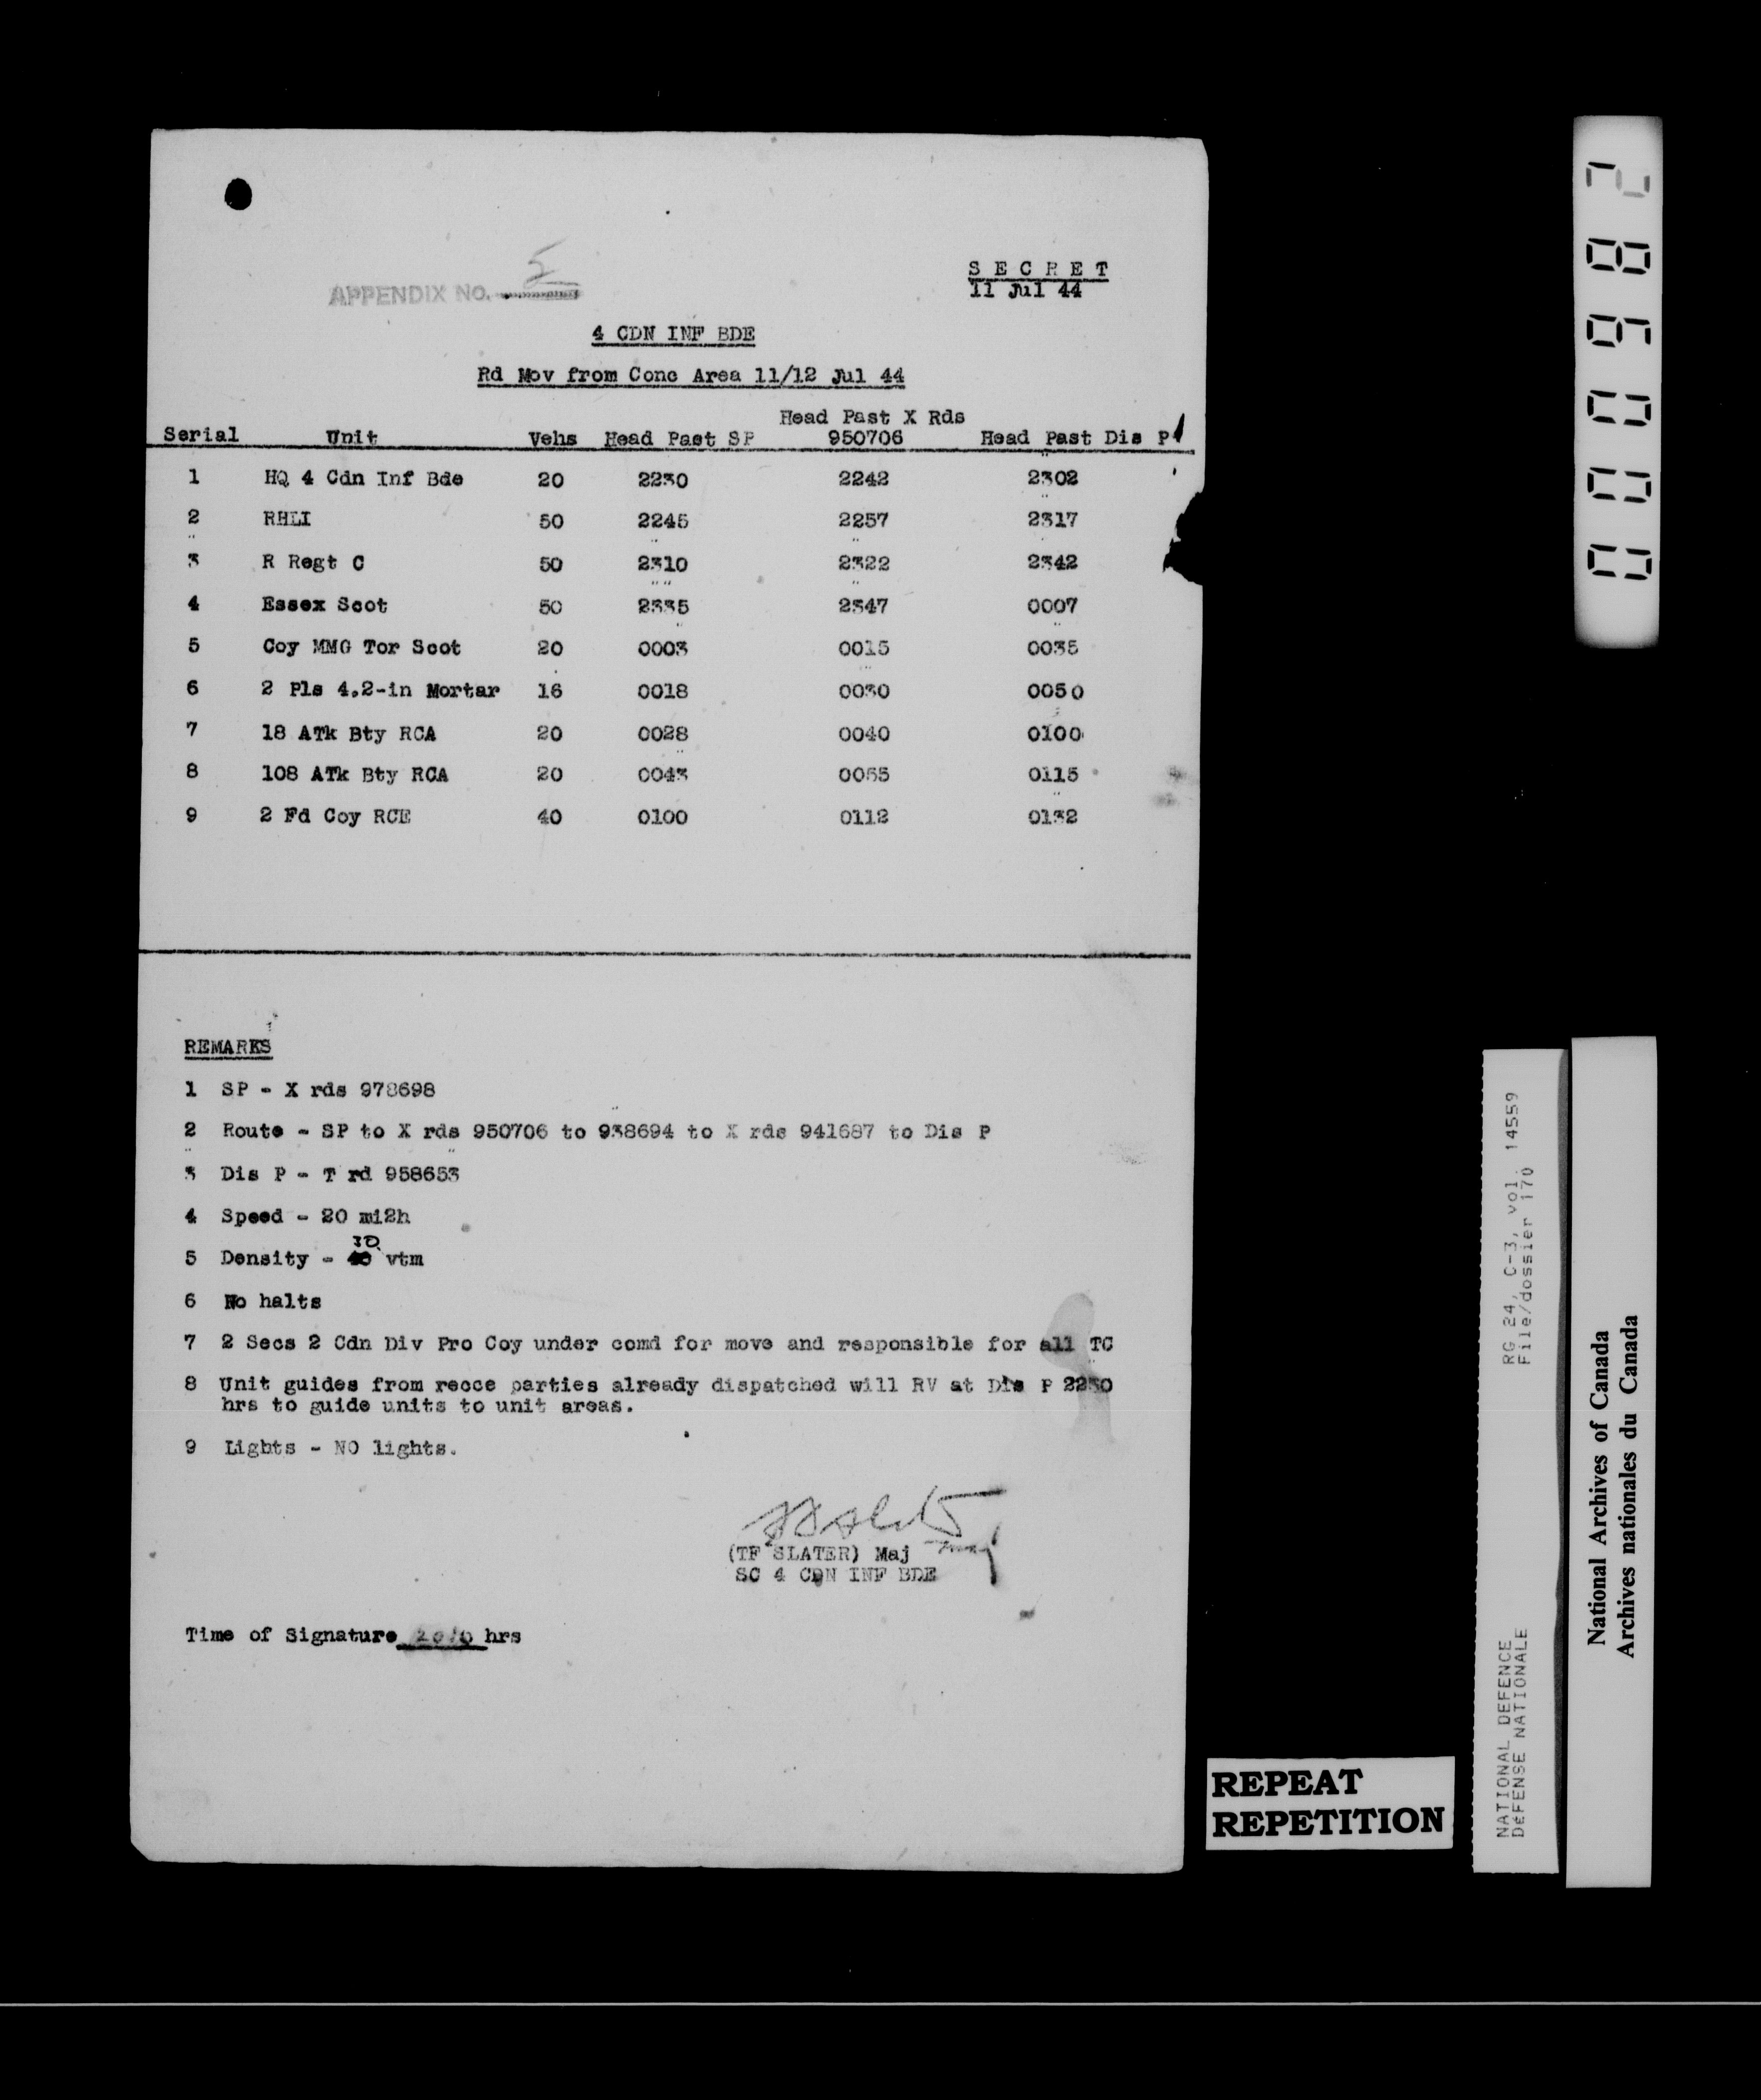 APPENDIX NO. 5
S E C R E T
11 Jul 44
4 CDN INF BDE
Rd Mov from Conc Area 11/12 Jul 44
Serial Unit Vehs Head Past SP Head Past X Rds 950706 Head Past Dis P
1 HQ 4 Cdn Inf Bde 20 2230 2242 2302
2 RHLI 50 2245 2257 2317
3 R Regt C 50 2310 2322 2342
4 Essex Scot 50 2335 2347 0007
5 Coy MMG Tor Scot 20 0003 0015 0035
6 2 Pls 4.2-in Mortar 16 0018 0030 0050
7 18 ATk Bty RCA 20 0028 0040 0100
8 108 ATk Bty RCA 20 0043 0055 0115
9 2 Fd Coy RCE 40 0100 0112 0132
REMARKS
1 SP - X rds 978698
2 Route - SP to X rds 950706 to 938694 to X rds 941687 to Dis P
3 Dis P - T rd 958653
4 Speed - 20 mi2h
5 Density - 30 vtm
6 No halts
7 2 Secs 2 Cdn Div Pro Coy under comd for move and responsible for all TC
8 Unit guides from recce parties already dispatched will RV at Dis P 2230
hrs to guide units to unit areas.
9 Lights - NO lights.
(TF SLATER) Maj
SC 4 CDN INF BDE
Time of Signature 2010 hrs
REPEAT
REPETITION
RG 24, C-3, vol. 14559
File/dossier 170
NATIONAL DEFENCE
DéFENSE NATIONALE
National Archives of Canada
Archives nationales du Canada